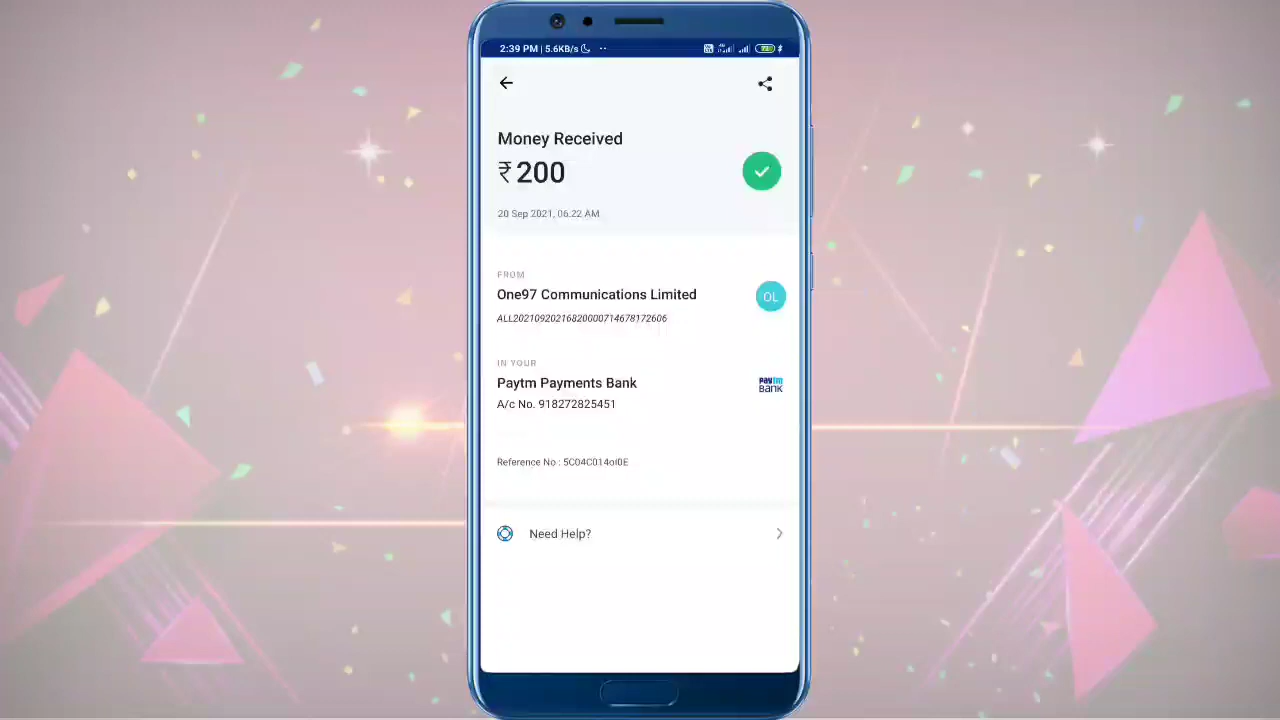 2:39 PM | 5.6KB/s
Money Received
₹200
20 Sep 2021, 06.22 AM
FROM
One97 Communications Limited
OL
ALL20210920216820000714678172606
IN YOUR
Paytm Payments Bank
paytm
BANK
A/c No. 918272825451
Reference No : 5C04C014of0E
Need Help?